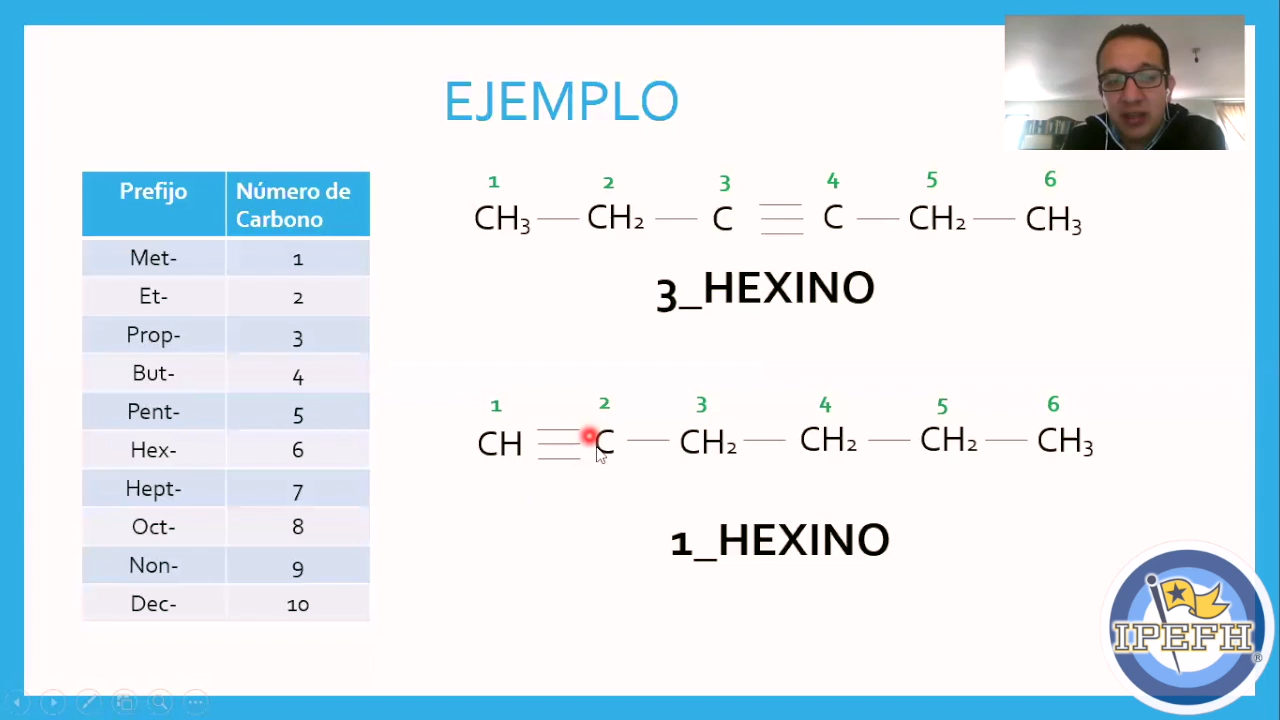 EJEMPLO
Prefijo Número de Carbono
Met- 1
Et- 2
Prop- 3
But- 4
Pent- 5
Hex- 6
Hept- 7
Oct- 8
Non- 9
Dec- 10
1 2 3 4 5 6
CH₃ CH₂ C C CH₂ CH₃
3_HEXINO
1 2 3 4 5 6
CH C CH₂ CH₂ CH₂ CH₃
1_HEXINO
IPEFH®